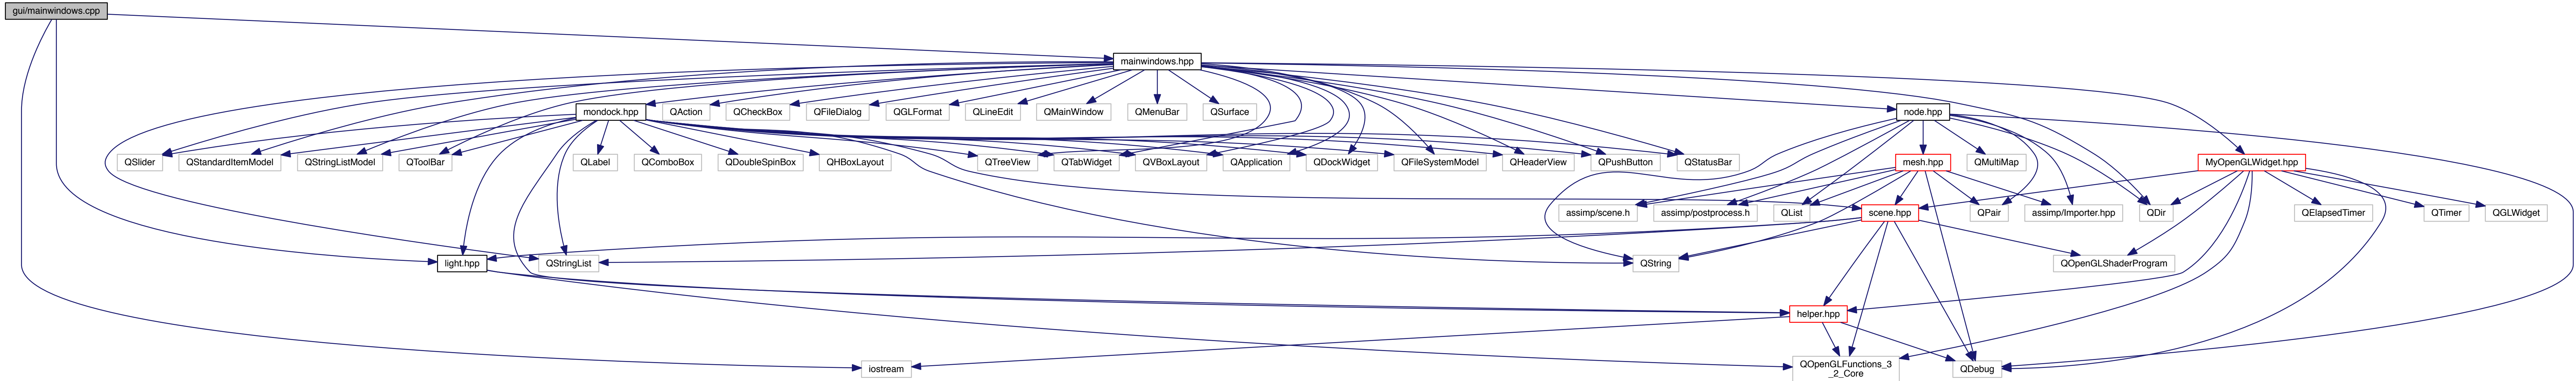 gui/mainwindows.cpp
mainwindows.hpp
mondock.hpp
QAction
QCheckBox
QFileDialog
QGLFormat
QLineEdit
QMainWindow
QMenuBar
QSurface
node.hpp
QSlider
QStandardItemModel
QStringListModel
QToolBar
QLabel
QComboBox
QDoubleSpinBox
QHBoxLayout
QTreeView
QTabWidget
QVBoxLayout
QApplication
QDockWidget
QFileSystemModel
QHeaderView
QPushButton
QStatusBar
mesh.hpp
QMultiMap
MyOpenGLWidget.hpp
assimp/scene.h
assimp/postprocess.h
QList
scene.hpp
QPair
assimp/Importer.hpp
QDir
QElapsedTimer
QTimer
QGLWidget
light.hpp
QStringList
QString
QOpenGLShaderProgram
helper.hpp
iostream
QOpenGLFunctions_3
_2_Core
QDebug